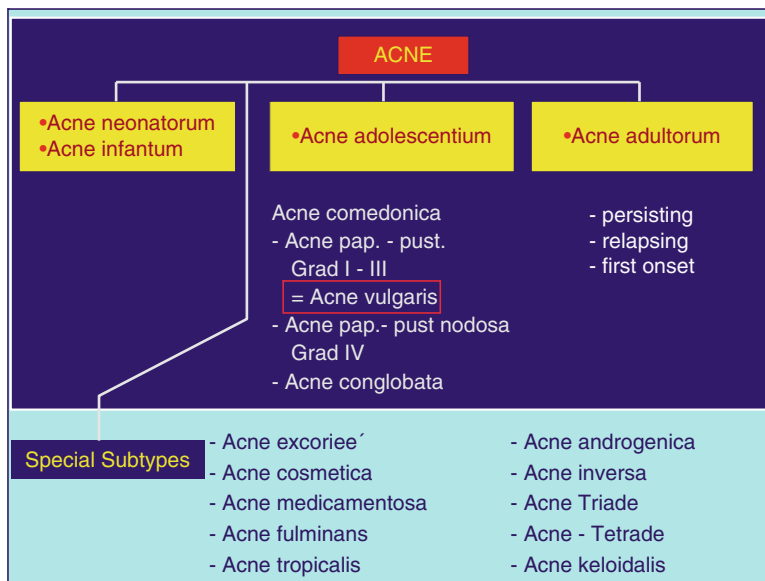 ACNE
•Acne neonatorum
•Acne infantum
•Acne adolescentium
•Acne adultorum
Acne comedonica
- Acne pap. - pust.
Grad I - III
= Acne vulgaris
- Acne pap.- pust nodosa
Grad IV
- Acne conglobata
- persisting
- relapsing
- first onset
Special Subtypes
- Acne excoriee´
- Acne cosmetica
- Acne medicamentosa
- Acne fulminans
- Acne tropicalis
- Acne androgenica
- Acne inversa
- Acne Triade
- Acne - Tetrade
- Acne keloidalis